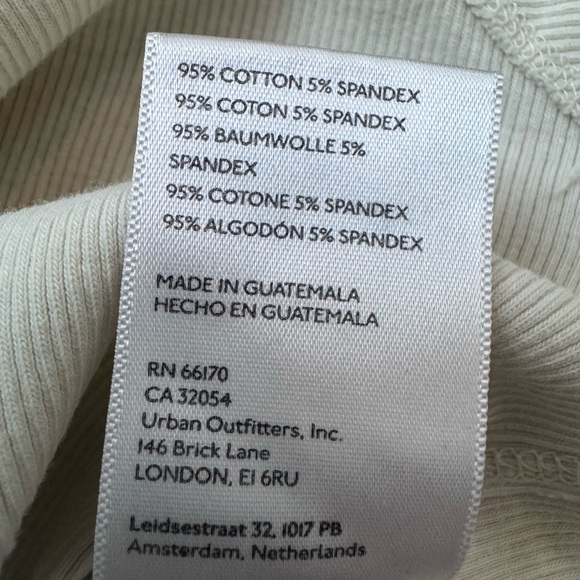 95% COTTON 5% SPANDEX
95% COTON 5% SPANDEX
95% BAUMWOLLE 5%
SPANDEX
95% COTONE 5% SPANDEX
95% ALGODÓN 5% SPANDEX
MADE IN GUATEMALA
HECHO EN GUATEMALA
RN 66170
CA 32054
Urban Outfitters, Inc.
146 Brick Lane
LONDON, E1 6RU
Leidsestraat 32, 1017 PB
Amsterdam, Netherlands